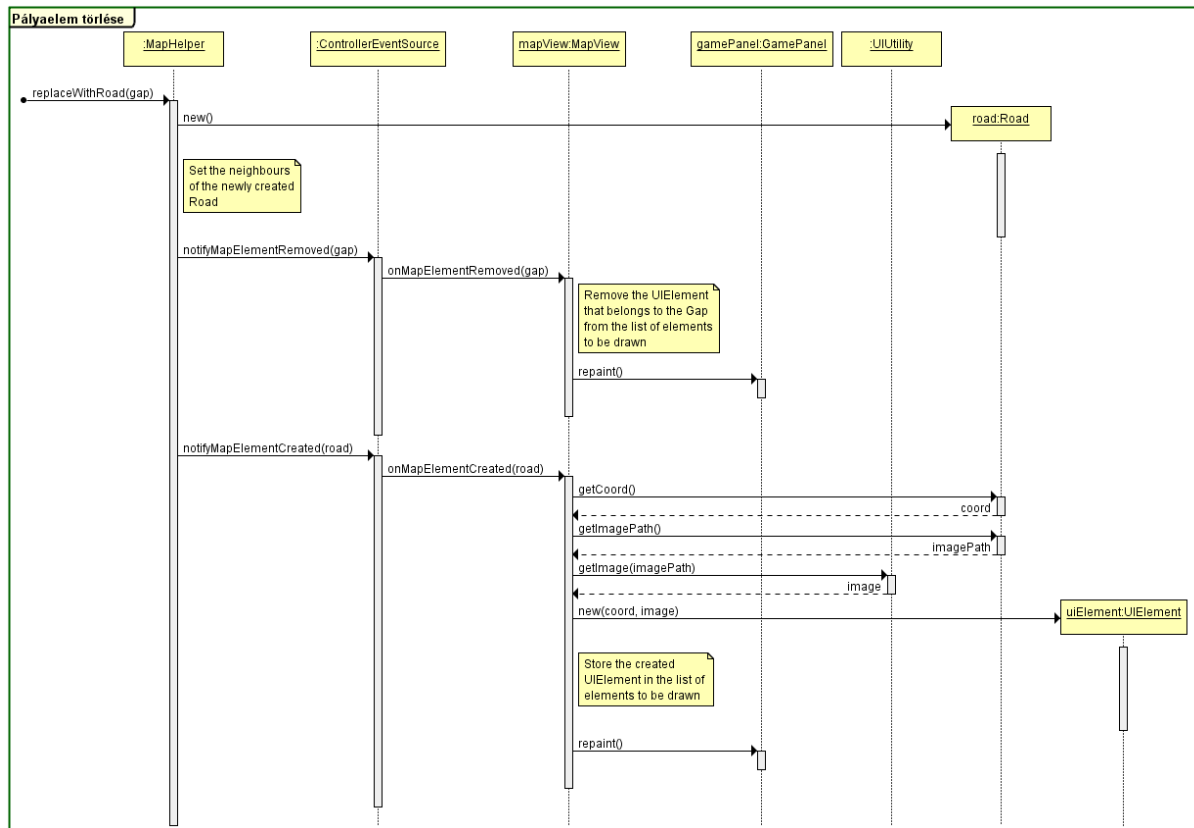 Pályaelem törlése
:MapHelper
:ControllerEventSource
mapView:MapView
gamePanel:GamePanel
:UIUtility
replaceWithRoad(gap)
new()
road:Road
Set the neighbours
of the newly created
Road
notifyMapElementRemoved(gap)
onMapElementRemoved(gap)
Remove the UIElement
that belongs to the Gap
from the list of elements
to be drawn
repaint()
notifyMapElementCreated(road)
onMapElementCreated(road)
getCoord()
coord
getImagePath()
imagePath
getImage(imagePath)
image
new(coord, image)
uiElement:UIElement
Store the created
UIElement in the list of
elements to be drawn
repaint()